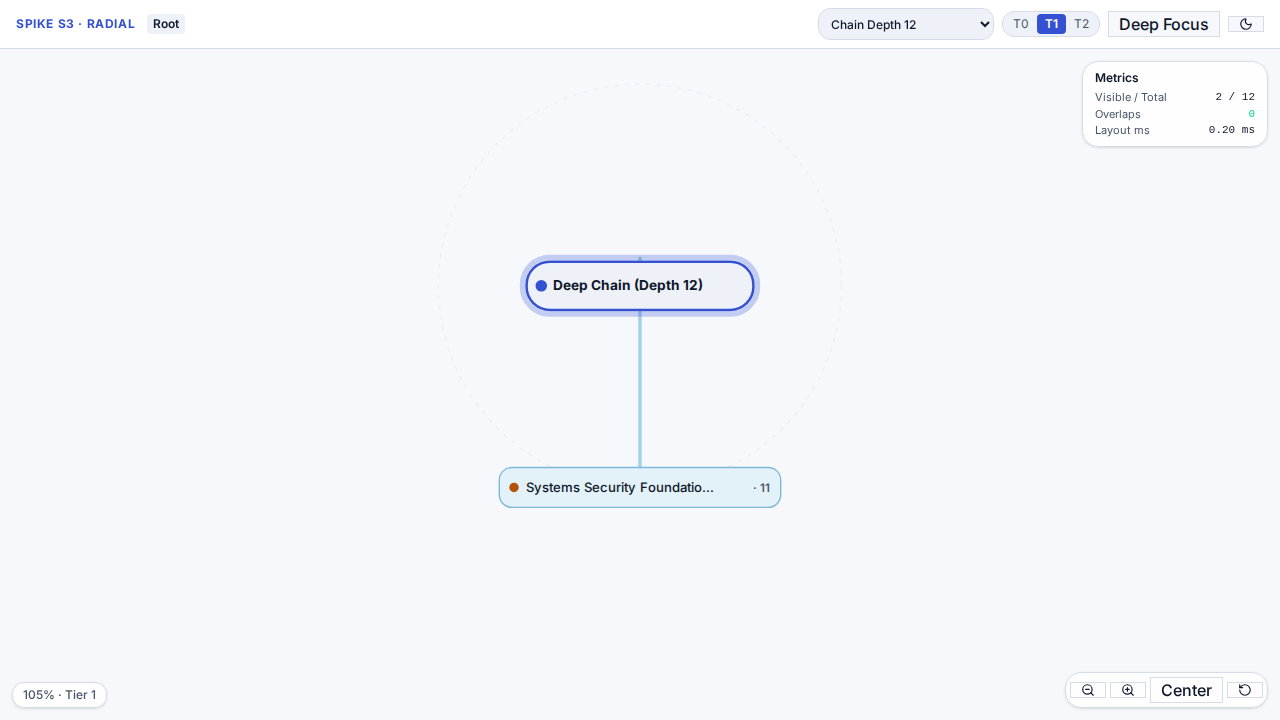 SPIKE S3 · RADIAL Root Chain Depth 12 T0 T1 T2 Deep Focus
Metrics
Visible / Total 2 / 12
Overlaps 0
Layout ms 0.20 ms
Deep Chain (Depth 12)
Systems Security Foundatio... · 11
105% · Tier 1 Center